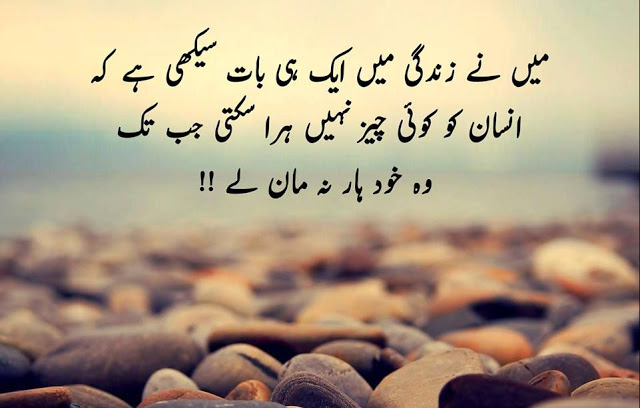 میں نے زندگی میں ایک ہی بات سیکھی ہے کہ
انسان کو کوئی چیز نہیں ہرا سکتی جب تک
وہ خود ہار نہ مان لے !!